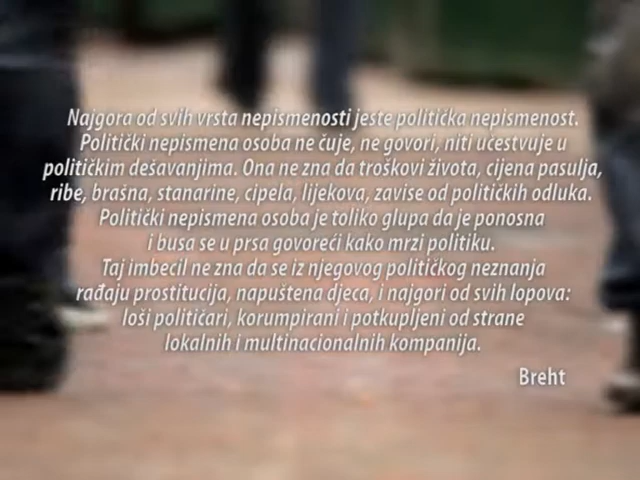 Najgora od svih vrsta nepismenosti jeste politička nepismenost.
Politički nepismena osoba ne čuje, ne govori, niti učestvuje u
političkim dešavanjima. Ona ne zna da troškovi života, cijena pasulja,
ribe, brašna, stanarine, cipela, lijekova, zavise od političkih odluka.
Politički nepismena osoba je toliko glupa da je ponosna
i busa se u prsa govoreći kako mrzi politiku.
Taj imbecil ne zna da se iz njegovog političkog neznanja
rađaju prostitucija, napuštena djeca, i najgori od svih lopova:
loši političari, korumpirani i potkupljeni od strane
lokalnih i multinacionalnih kompanija.
Breht